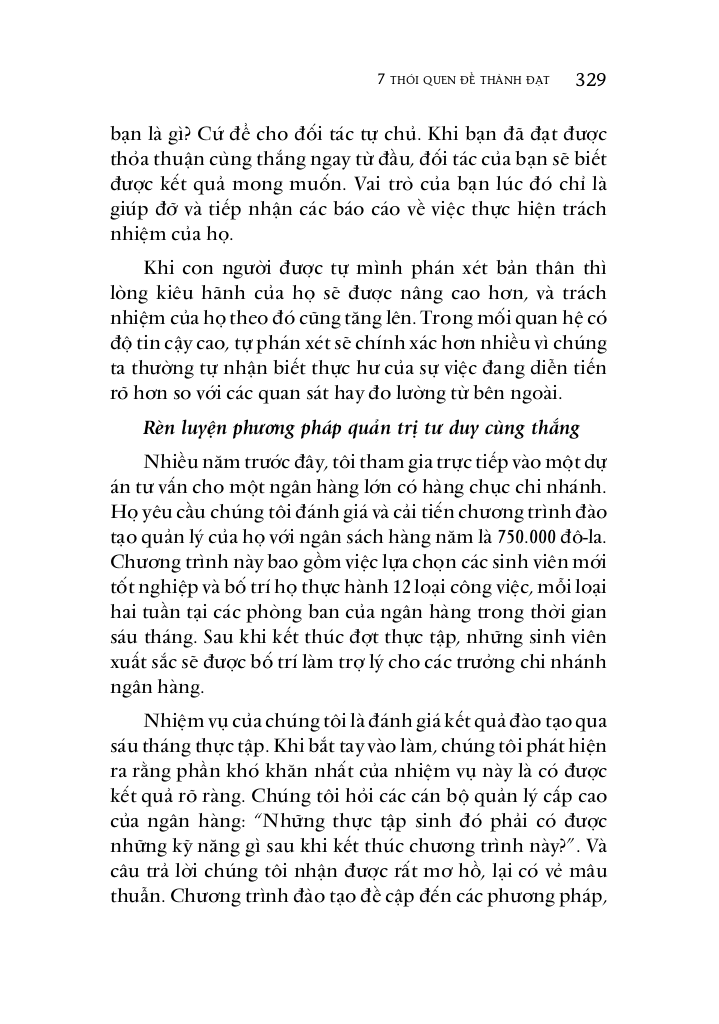 7 THÓI QUEN ĐỂ THÀNH ĐẠT 329
bạn là gì? Cứ để cho đối tác tự chủ. Khi bạn đã đạt được
thỏa thuận cùng thắng ngay từ đầu, đối tác của bạn sẽ biết
được kết quả mong muốn. Vai trò của bạn lúc đó chỉ là
giúp đỡ và tiếp nhận các báo cáo về việc thực hiện trách
nhiệm của họ.
Khi con người được tự mình phán xét bản thân thì
lòng kiêu hãnh của họ sẽ được nâng cao hơn, và trách
nhiệm của họ theo đó cũng tăng lên. Trong mối quan hệ có
độ tin cậy cao, tự phán xét sẽ chính xác hơn nhiều vì chúng
ta thường tự nhận biết thực hư của sự việc đang diễn tiến
rõ hơn so với các quan sát hay đo lường từ bên ngoài.
Rèn luyện phương pháp quản trị tư duy cùng thắng
Nhiều năm trước đây, tôi tham gia trực tiếp vào một dự
án tư vấn cho một ngân hàng lớn có hàng chục chi nhánh.
Họ yêu cầu chúng tôi đánh giá và cải tiến chương trình đào
tạo quản lý của họ với ngân sách hàng năm là 750.000 đô-la.
Chương trình này bao gồm việc lựa chọn các sinh viên mới
tốt nghiệp và bố trí họ thực hành 12 loại công việc, mỗi loại
hai tuần tại các phòng ban của ngân hàng trong thời gian
sáu tháng. Sau khi kết thúc đợt thực tập, những sinh viên
xuất sắc sẽ được bố trí làm trợ lý cho các trưởng chi nhánh
ngân hàng.
Nhiệm vụ của chúng tôi là đánh giá kết quả đào tạo qua
sáu tháng thực tập. Khi bắt tay vào làm, chúng tôi phát hiện
ra rằng phần khó khăn nhất của nhiệm vụ này là có được
kết quả rõ ràng. Chúng tôi hỏi các cán bộ quản lý cấp cao
của ngân hàng: “Những thực tập sinh đó phải có được
những kỹ năng gì sau khi kết thúc chương trình này?”. Và
câu trả lời chúng tôi nhận được rất mơ hồ, lại có vẻ mâu
thuẫn. Chương trình đào tạo đề cập đến các phương pháp,